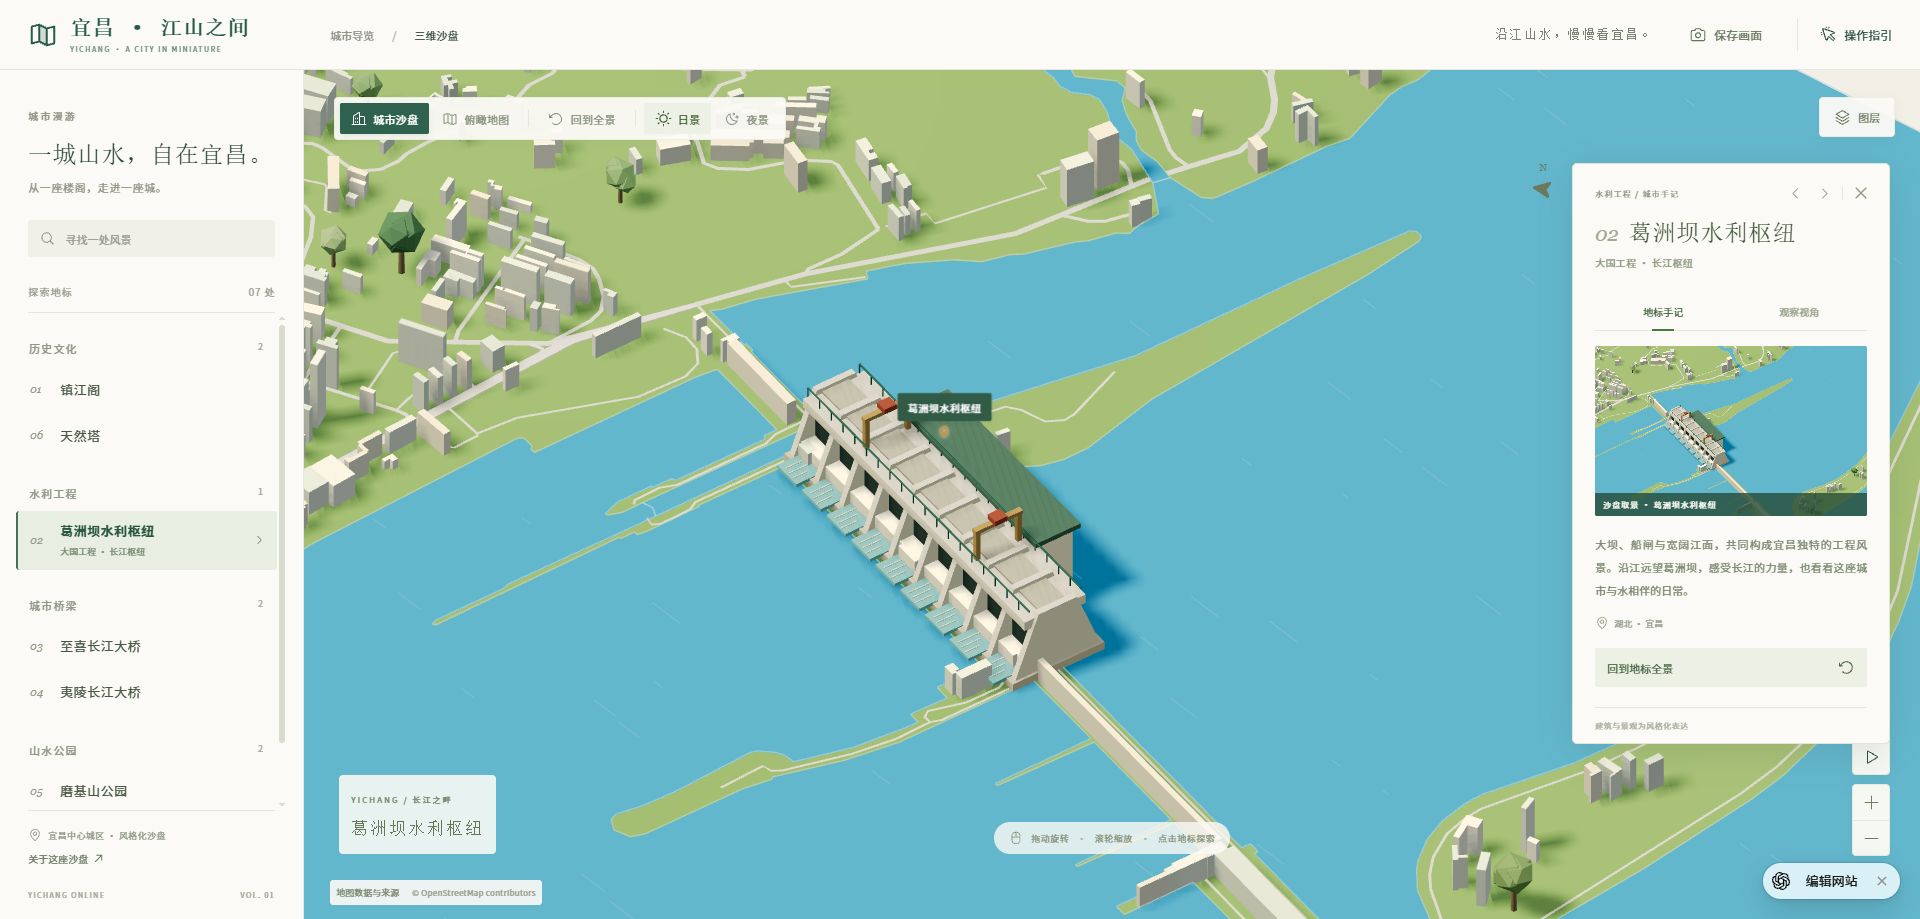 宜昌 • 江山之间
YICHANG • A CITY IN MINIATURE
城市导览 / 三维沙盘
沿江山水，慢慢看宜昌。
保存画面
操作指引
城市漫游
一城山水，自在宜昌。
从一座楼阁，走进一座城。
寻找一处风景
探索地标 07 处
历史文化 2
01 镇江阁
06 天然塔
水利工程 1
02 葛洲坝水利枢纽
大国工程 • 长江枢纽
城市桥梁 2
03 至喜长江大桥
04 夷陵长江大桥
山水公园 2
05 磨基山公园
宜昌中心城区 • 风格化沙盘
关于这座沙盘
YICHANG ONLINE VOL. 01
城市沙盘
俯瞰地图
回到全景
日景
夜景
图层
N
葛洲坝水利枢纽
YICHANG / 长江之畔
葛洲坝水利枢纽
地图数据与来源 © OpenStreetMap contributors
拖动旋转 • 滚轮缩放 • 点击地标探索
水利工程 / 城市手记
02 葛洲坝水利枢纽
大国工程 • 长江枢纽
地标手记
观察视角
沙盘取景 • 葛洲坝水利枢纽
大坝、船闸与宽阔江面，共同构成宜昌独特的工程风
景。沿江远望葛洲坝，感受长江的力量，也看看这座城
市与水相伴的日常。
湖北 • 宜昌
回到地标全景
建筑与景观为风格化表达
编辑网站